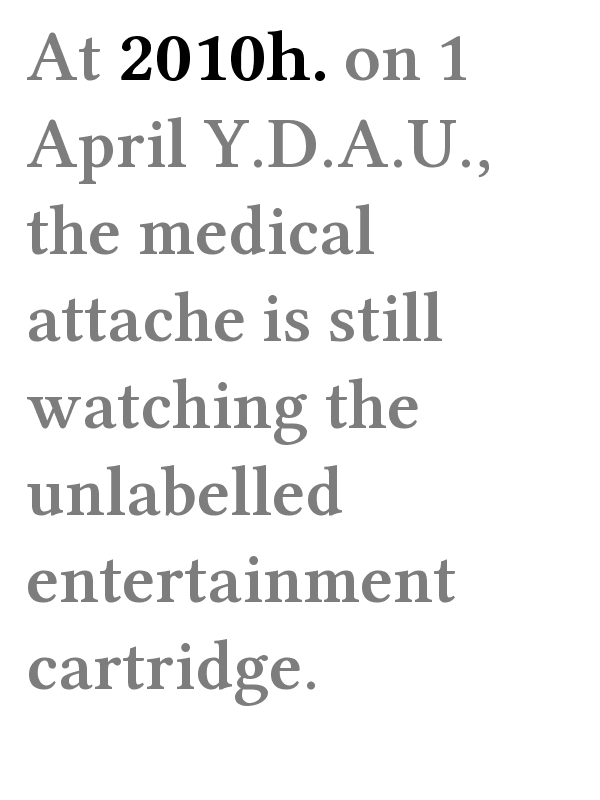 At 2010h. on 1
April Y.D.A.U.,
the medical
attache is still
watching the
unlabelled
entertainment
cartridge.